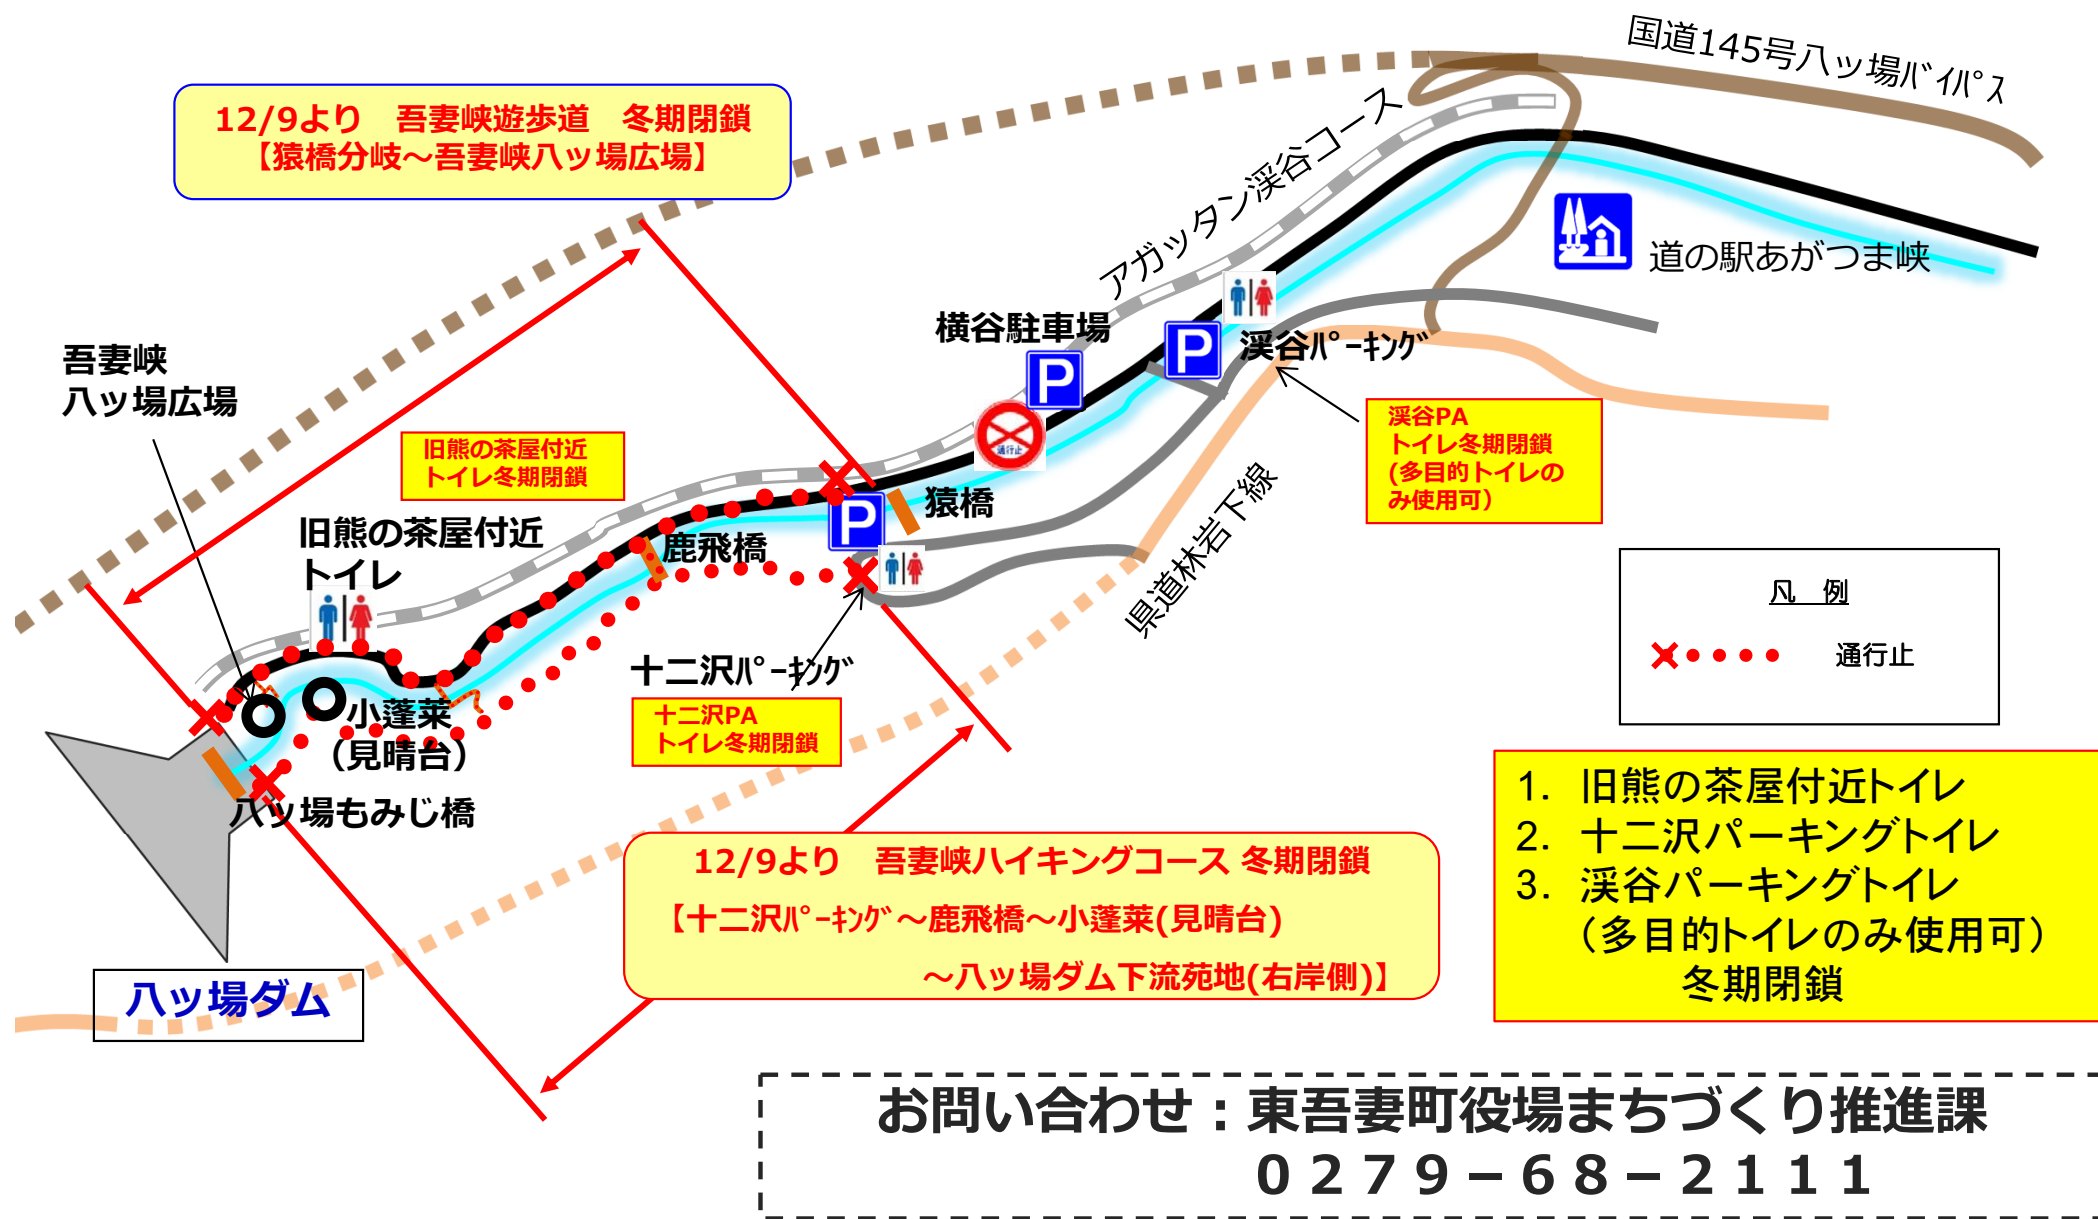 国道145号八ッ場バイパス
12/9より　吾妻峡遊歩道　冬期閉鎖
【猿橋分岐～吾妻峡八ッ場広場】
アガッタン渓谷コース
道の駅あがつま峡
横谷駐車場
渓谷パーキング
吾妻峡
八ッ場広場
通行止
渓谷PA
トイレ冬期閉鎖
(多目的トイレの
み使用可）
旧熊の茶屋付近
トイレ冬期閉鎖
猿橋
旧熊の茶屋付近
トイレ
鹿飛橋
県道林岩下線
凡　例
通行止
十二沢パーキング
十二沢PA
トイレ冬期閉鎖
小蓬莱
（見晴台）
八ッ場もみじ橋
1. 旧熊の茶屋付近トイレ
2. 十二沢パーキングトイレ
3. 渓谷パーキングトイレ
（多目的トイレのみ使用可）
冬期閉鎖
12/9より　吾妻峡ハイキングコース 冬期閉鎖
【十二沢パーキング～鹿飛橋～小蓬莱(見晴台)
～八ッ場ダム下流苑地(右岸側)】
八ッ場ダム
お問い合わせ：東吾妻町役場まちづくり推進課
０２７９－６８－２１１１